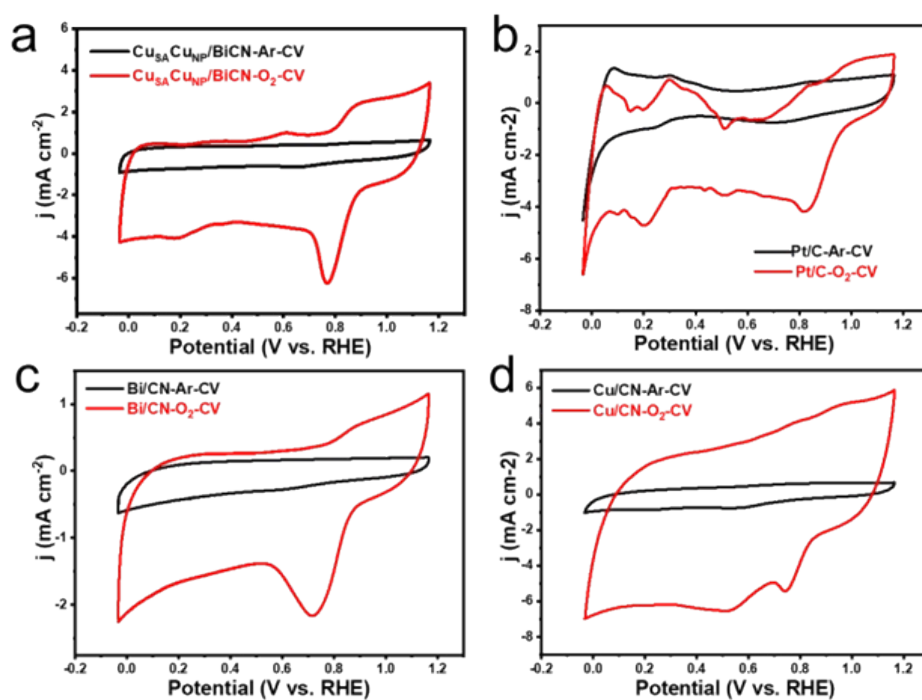 a
Cu_SA Cu_NP/BiCN-Ar-CV
Cu_SA Cu_NP/BiCN-O₂-CV
j (mA cm⁻²)
6
4
2
0
-2
-4
-6
-0.2
0.0
0.2
0.4
0.6
0.8
1.0
1.2
Potential (V vs. RHE)
b
Pt/C-Ar-CV
Pt/C-O₂-CV
j (mA cm-2)
4
2
0
-2
-4
-6
-8
-0.2
0.0
0.2
0.4
0.6
0.8
1.0
1.2
Potential (V vs. RHE)
c
Bi/CN-Ar-CV
Bi/CN-O₂-CV
j (mA cm⁻²)
1
0
-1
-2
-0.2
0.0
0.2
0.4
0.6
0.8
1.0
1.2
Potential (V vs. RHE)
d
Cu/CN-Ar-CV
Cu/CN-O₂-CV
j (mA cm-2)
6
4
2
0
-2
-4
-6
-8
-0.2
0.0
0.2
0.4
0.6
0.8
1.0
1.2
Potential (V vs. RHE)